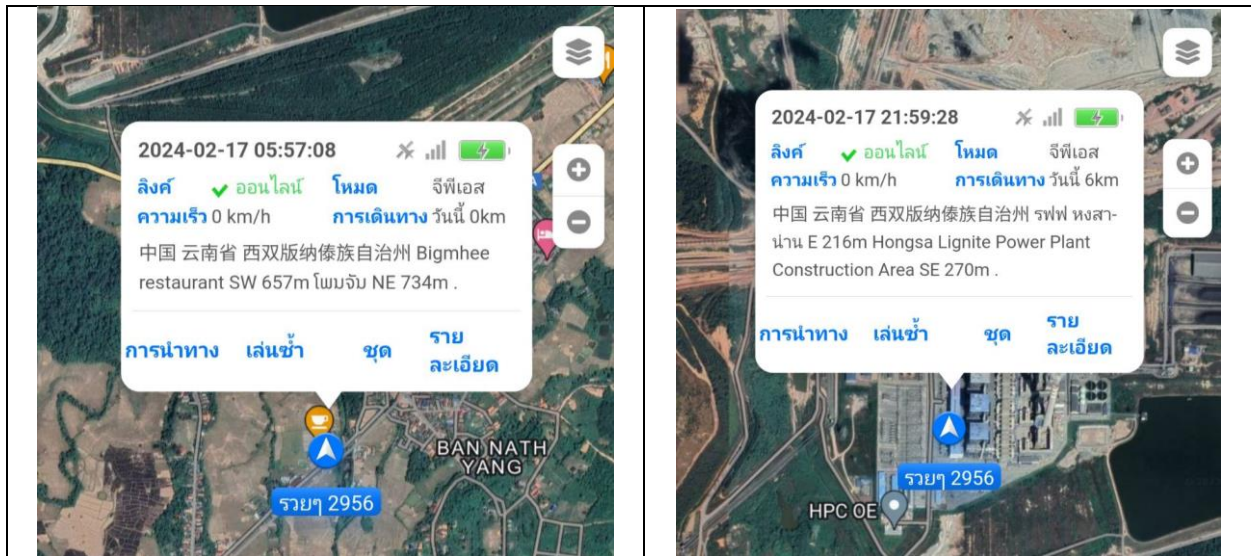 2024-02-17 05:57:08
ลิงค์ ออนไลน์ โหมด จีพีเอส
ความเร็ว 0 km/h การเดินทาง วันนี้ 0km
中国 云南省 西双版纳傣族自治州 Bigmhee
restaurant SW 657m โพนจัน NE 734m .
การนำทาง เล่นซ้ำ ชุด ราย
ละเอียด
BAN NATH
YANG
รวยๆ 2956
2024-02-17 21:59:28
ลิงค์ ออนไลน์ โหมด จีพีเอส
ความเร็ว 0 km/h การเดินทาง วันนี้ 6km
中国 云南省 西双版纳傣族自治州 รฟฟ หงสา-
น่าน E 216m Hongsa Lignite Power Plant
Construction Area SE 270m .
การนำทาง เล่นซ้ำ ชุด ราย
ละเอียด
รวยๆ 2956
HPC OE